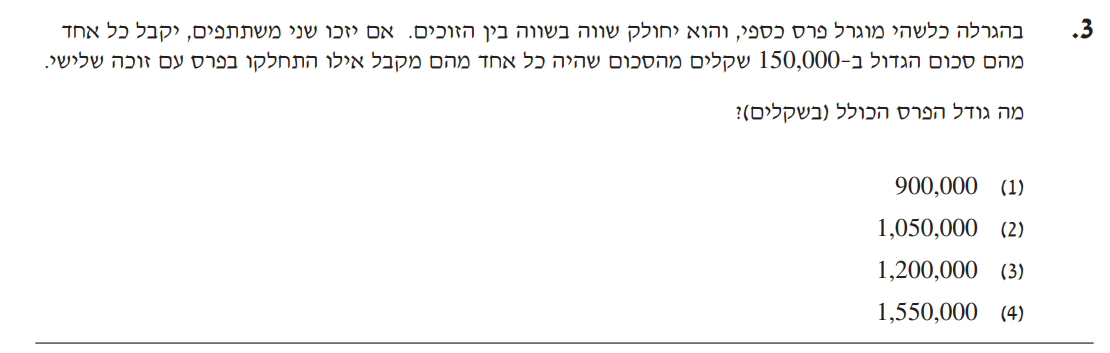 3. בהגרלה כלשהי מוגרל פרס כספי, והוא יחולק שווה בשווה בין הזוכים. אם יזכו שני משתתפים, יקבל כל אחד
מהם סכום הגדול ב-150,000 שקלים מהסכום שהיה כל אחד מהם מקבל אילו התחלקו בפרס עם זוכה שלישי.
מה גודל הפרס הכולל (בשקלים)?
(1) 900,000
(2) 1,050,000
(3) 1,200,000
(4) 1,550,000